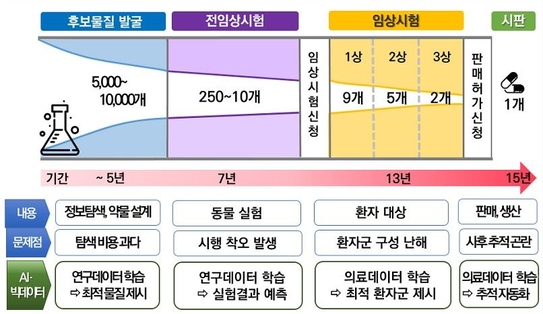 후보물질 발굴
전임상시험
임상시험
시판
5,000~
10,000개
250~10개
임상시험신청
1상
2상
3상
9개
5개
2개
판매허가신청
1개
기간
~ 5년
7년
13년
15년
내용
정보탐색, 약물 설계
동물 실험
환자 대상
판매, 생산
문제점
탐색 비용 과다
시행 착오 발생
환자군 구성 난해
사후 추적 곤란
AI·
빅데이터
연구데이터 학습
⇨ 최적 물질 제시
연구데이터 학습
⇨ 실험결과 예측
의료데이터 학습
⇨ 최적 환자군 제시
의료데이터 학습
⇨ 추적 자동화